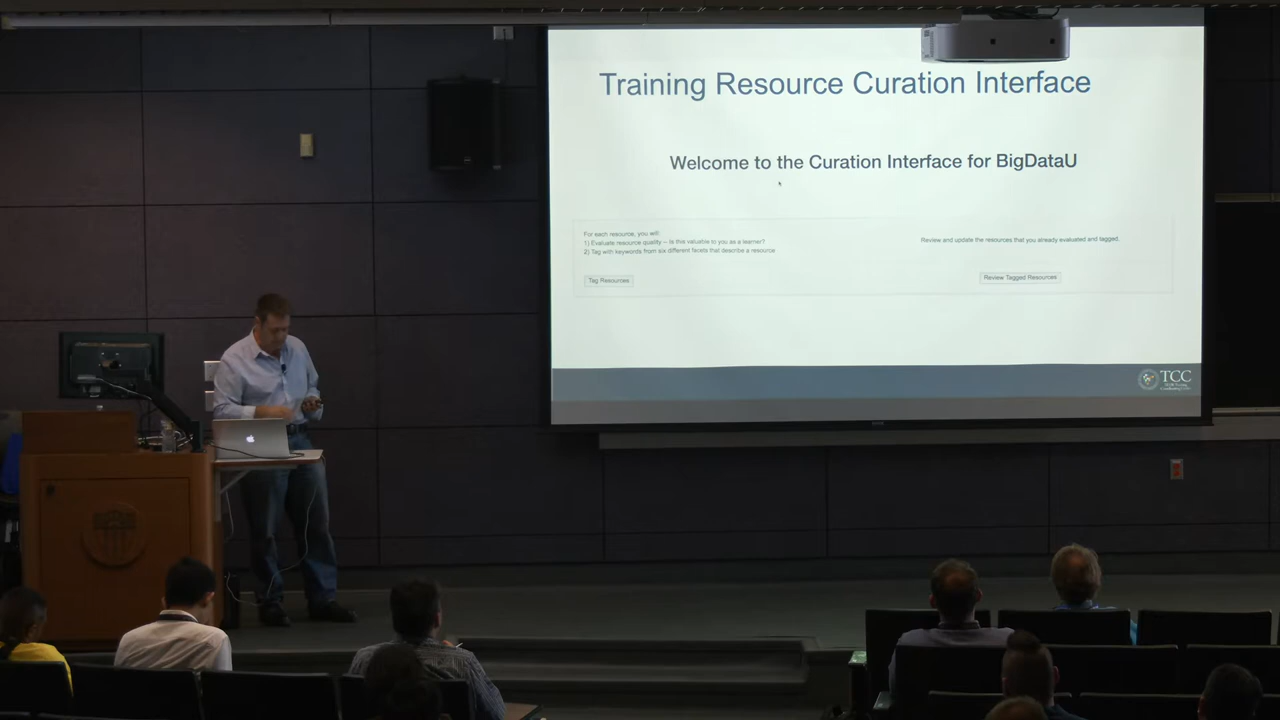 Training Resource Curation Interface
Welcome to the Curation Interface for BigDataU
For each resource, you will:
1) Evaluate resource quality – is this valuable to you as a learner?
2) Tag with keywords from six different facets that describe a resource
Tag Resources
Review and update the resources that you already evaluated and tagged.
Review Tagged Resources
TCC